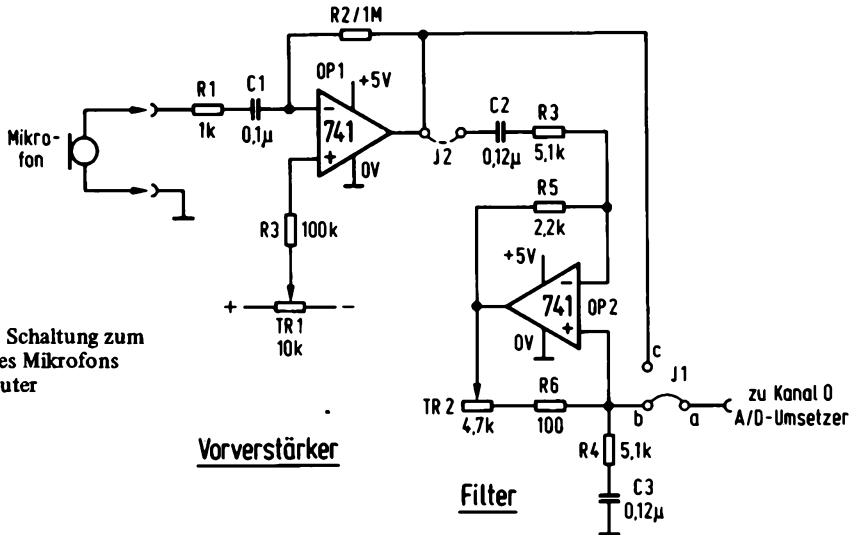 R2/1M
OP1
+5V
R1
C1
1k
0,1µ
741
−
+
0V
Mikro-
fon
J2
C2
R3
0,12µ
5,1k
R3
100k
+
−
TR1
10k
R5
2,2k
+5V
741
−
+
OP2
0V
c
J1
R6
TR2
4,7k
100
b
a
zu Kanal 0
A/D-Umsetzer
R4
5,1k
C3
0,12µ
Schaltung zum
es Mikrofons
uter
Vorverstärker
Filter